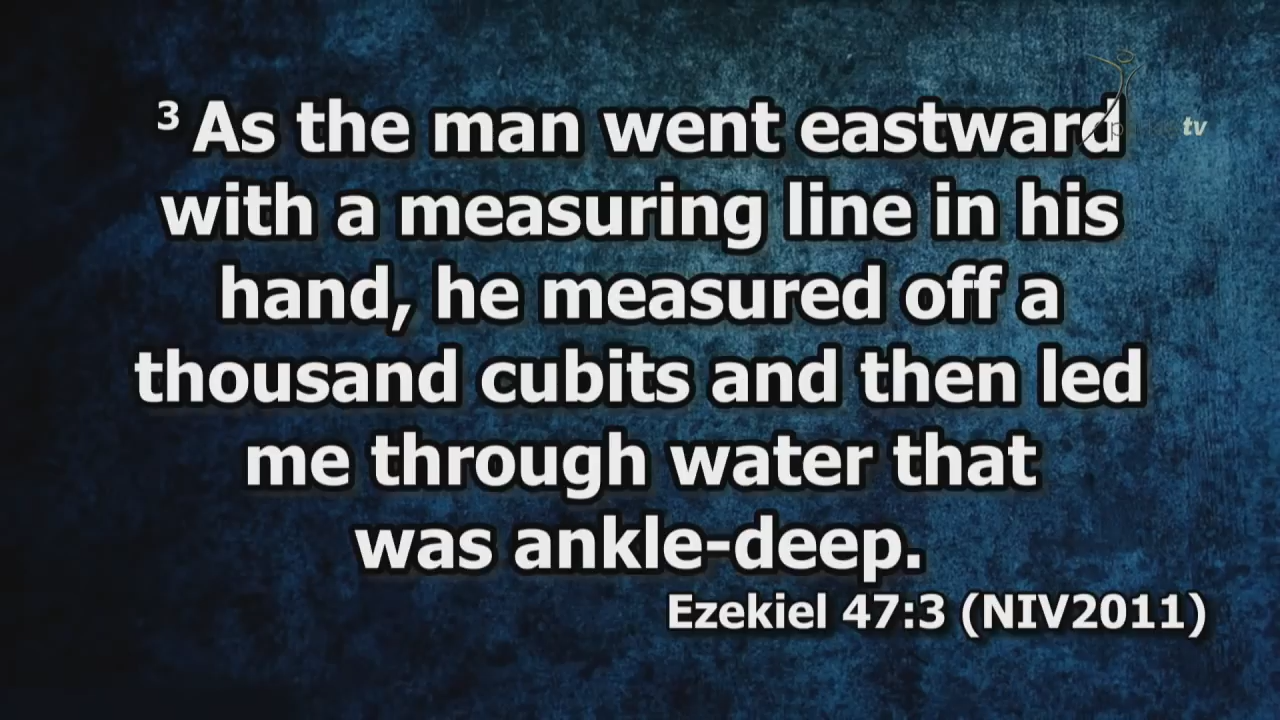 3 As the man went eastward
with a measuring line in his
hand, he measured off a
thousand cubits and then led
me through water that
was ankle-deep.
Ezekiel 47:3 (NIV2011)
tv